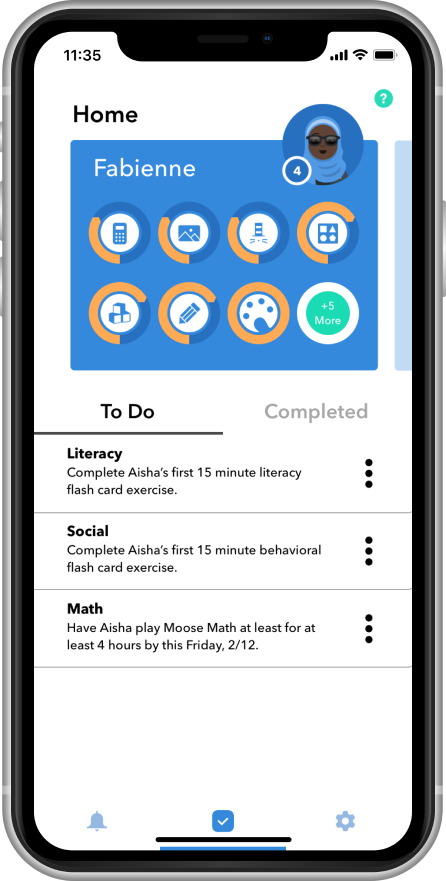 11:35
?
Home
Fabienne
4
+5
More
To Do
Completed
Literacy
Complete Aisha's first 15 minute literacy
flash card exercise.
Social
Complete Aisha's first 15 minute behavioral
flash card exercise.
Math
Have Aisha play Moose Math at least for at
least 4 hours by this Friday, 2/12.